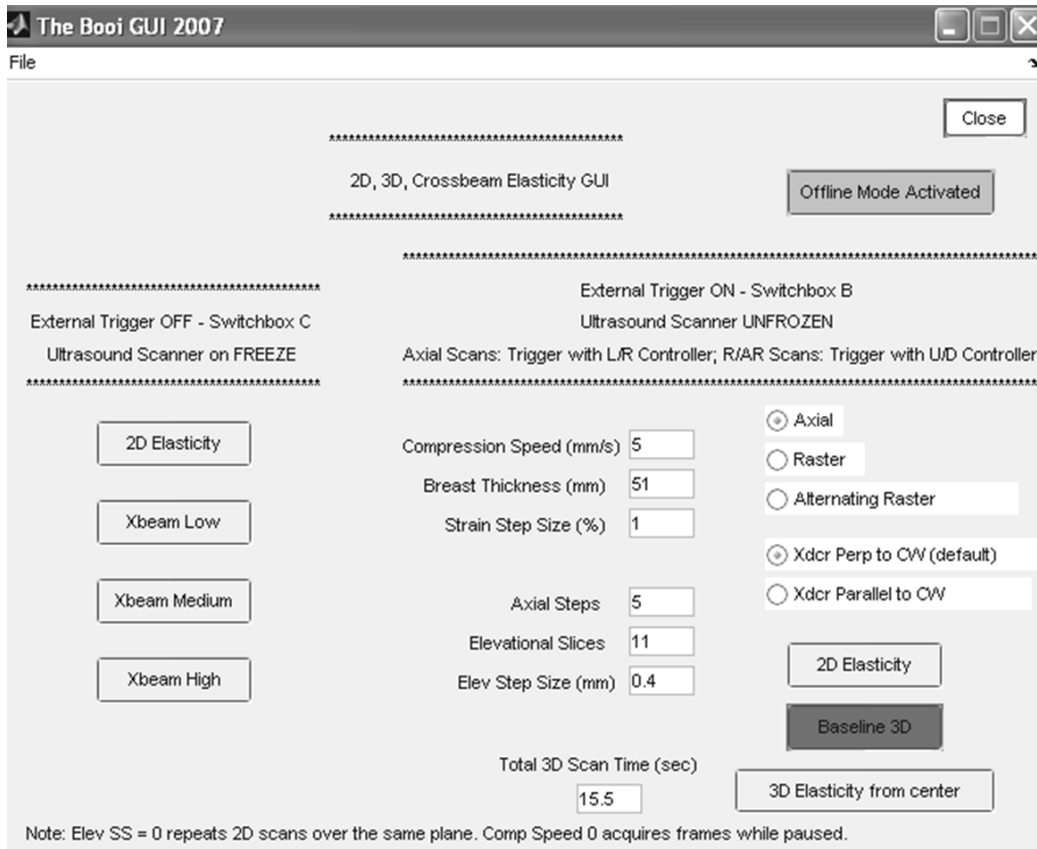 The Booi GUI 2007
File
Close
*********************************************
2D, 3D, Crossbeam Elasticity GUI
*********************************************
Offline Mode Activated
*********************************************
External Trigger OFF - Switchbox C
Ultrasound Scanner on FREEZE
*********************************************
2D Elasticity
Xbeam Low
Xbeam Medium
Xbeam High
*************************************************************************************************
External Trigger ON - Switchbox B
Ultrasound Scanner UNFROZEN
Axial Scans: Trigger with L/R Controller; R/AR Scans: Trigger with U/D Controller
*************************************************************************************************
Compression Speed (mm/s) 5
Breast Thickness (mm) 51
Strain Step Size (%) 1
Axial Steps 5
Elevational Slices 11
Elev Step Size (mm) 0.4
Total 3D Scan Time (sec)
15.5
Axial
Raster
Alternating Raster
Xdcr Perp to CW (default)
Xdcr Parallel to CW
2D Elasticity
Baseline 3D
3D Elasticity from center
Note: Elev SS = 0 repeats 2D scans over the same plane. Comp Speed 0 acquires frames while paused.